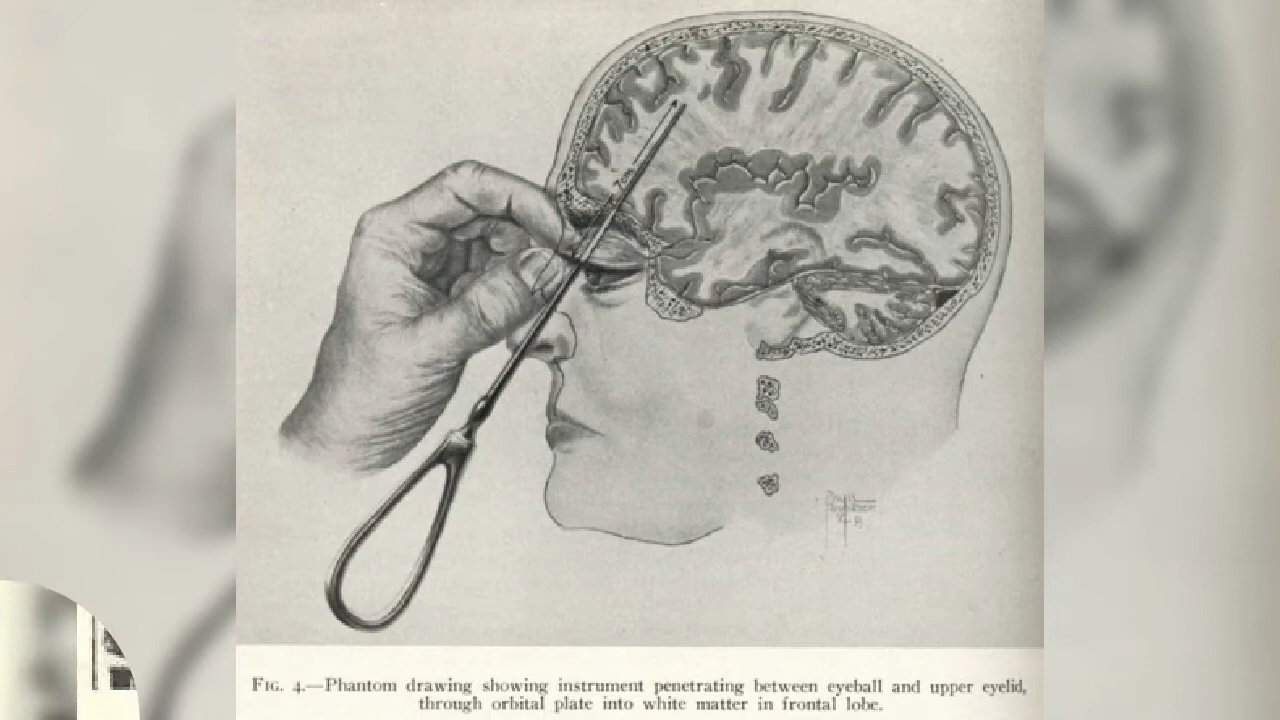 7cm
FIG. 4.—Phantom drawing showing instrument penetrating between eyeball and upper eyelid,
through orbital plate into white matter in frontal lobe.